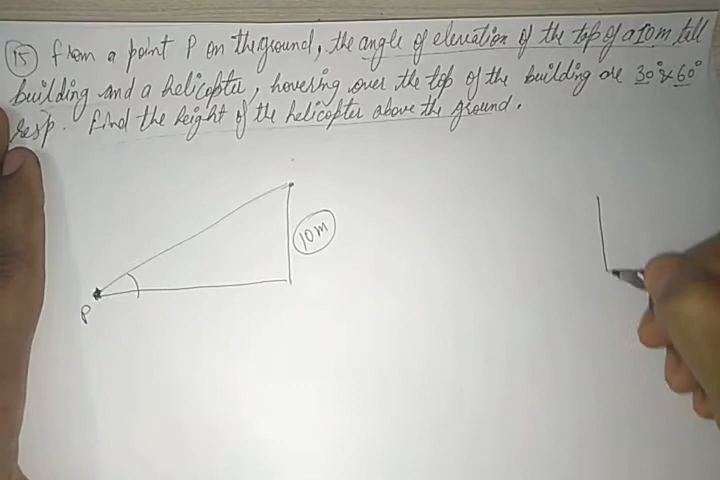 15 From a point P on the ground, the angle of elevation of the top of a 10m tall
building and a helicopter, hovering over the top of the building are 30° & 60°
resp. Find the height of the helicopter above the ground.
10m
P